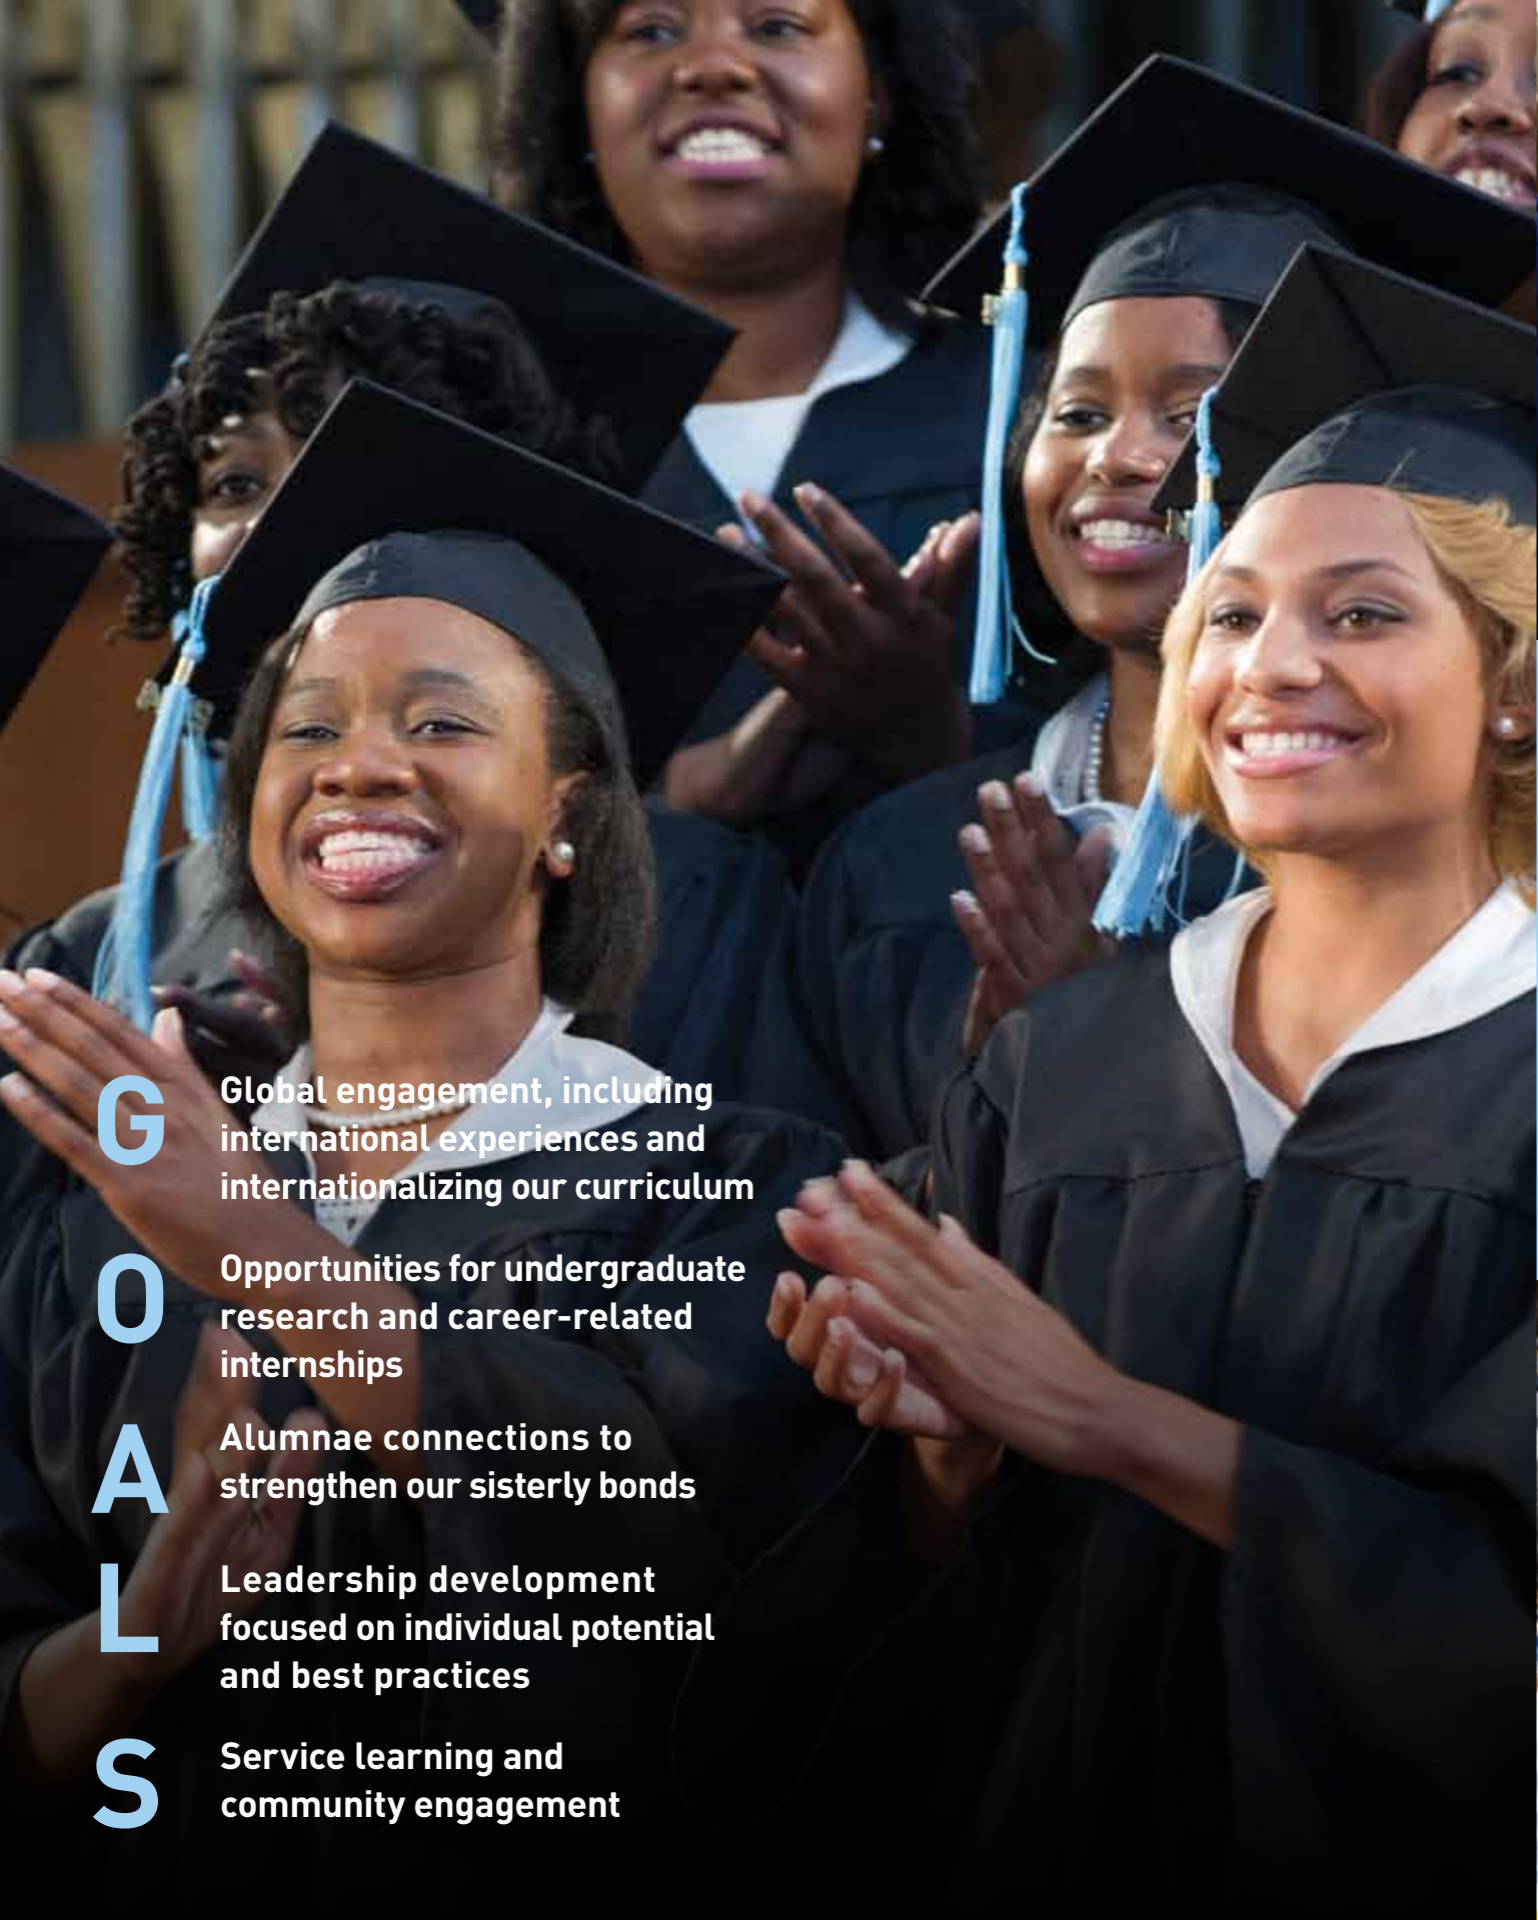 G
Global engagement, including
international experiences and
internationalizing our curriculum
O
Opportunities for undergraduate
research and career-related
internships
A
Alumnae connections to
strengthen our sisterly bonds
L
Leadership development
focused on individual potential
and best practices
S
Service learning and
community engagement